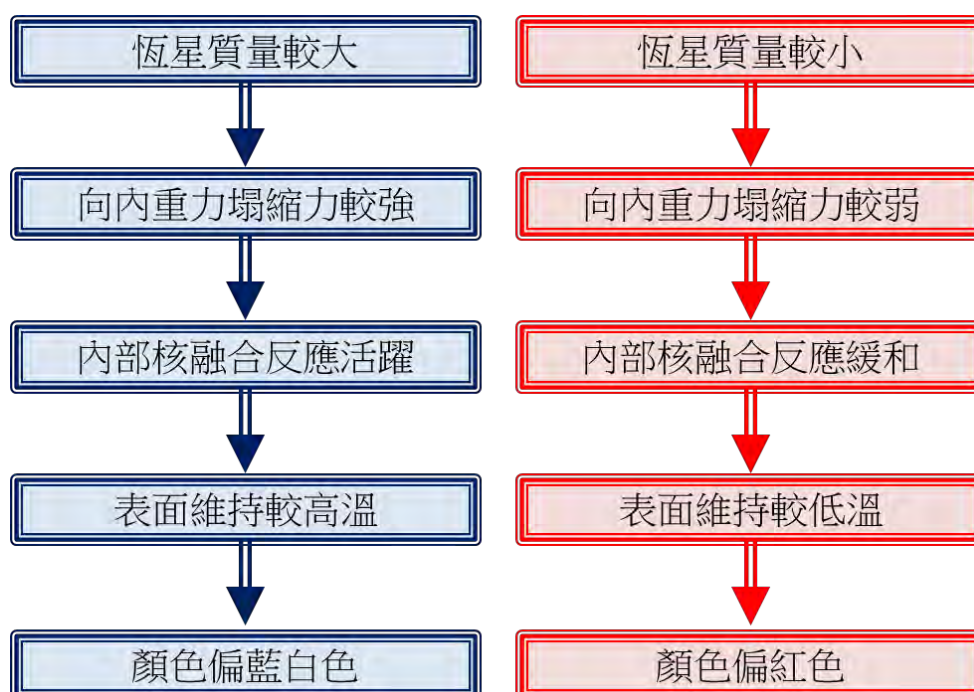 恆星質量較大
向內重力塌縮力較強
內部核融合反應活躍
表面維持較高溫
顏色偏藍白色
恆星質量較小
向內重力塌縮力較弱
內部核融合反應緩和
表面維持較低溫
顏色偏紅色